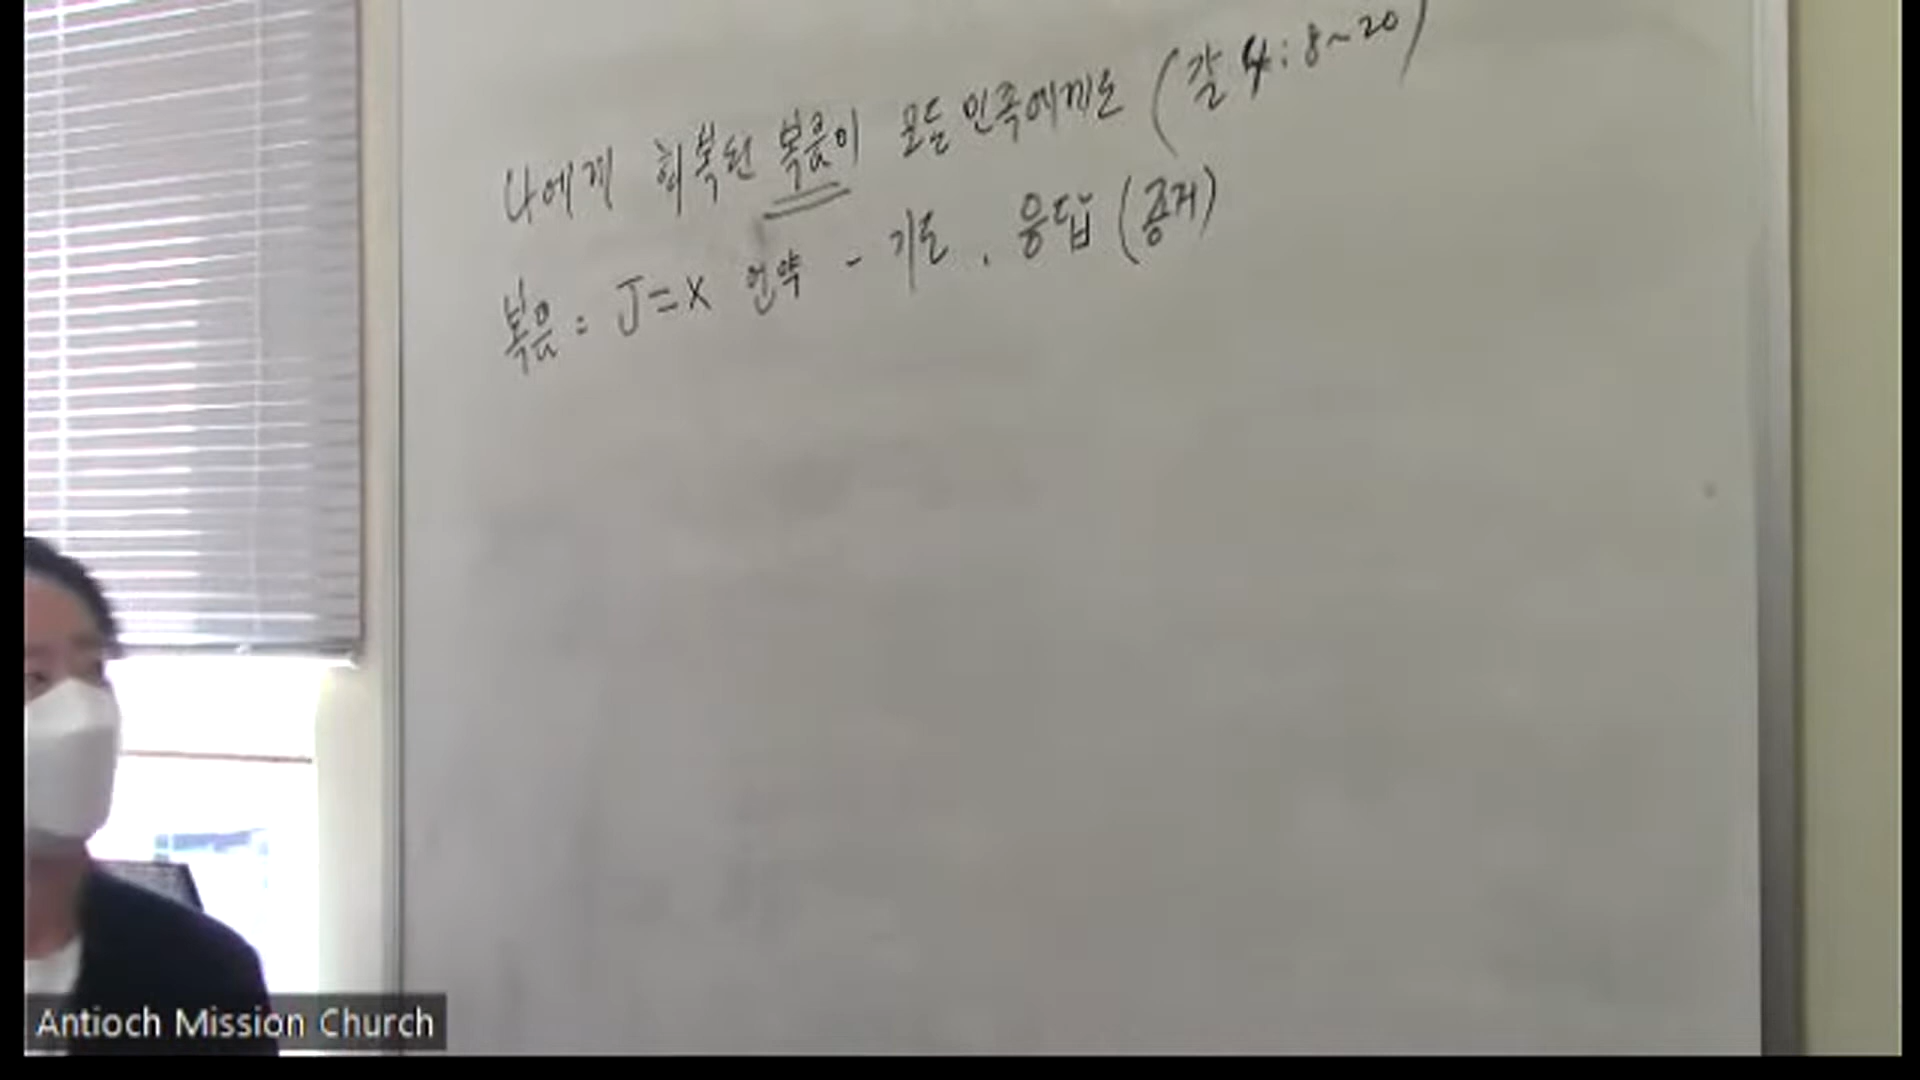 나에게 회복된 복음이 모든 민족에게로 (갈 4:8~20)
복음: J=X 언약 - 기도. 응답 (증거)
Antioch Mission Church